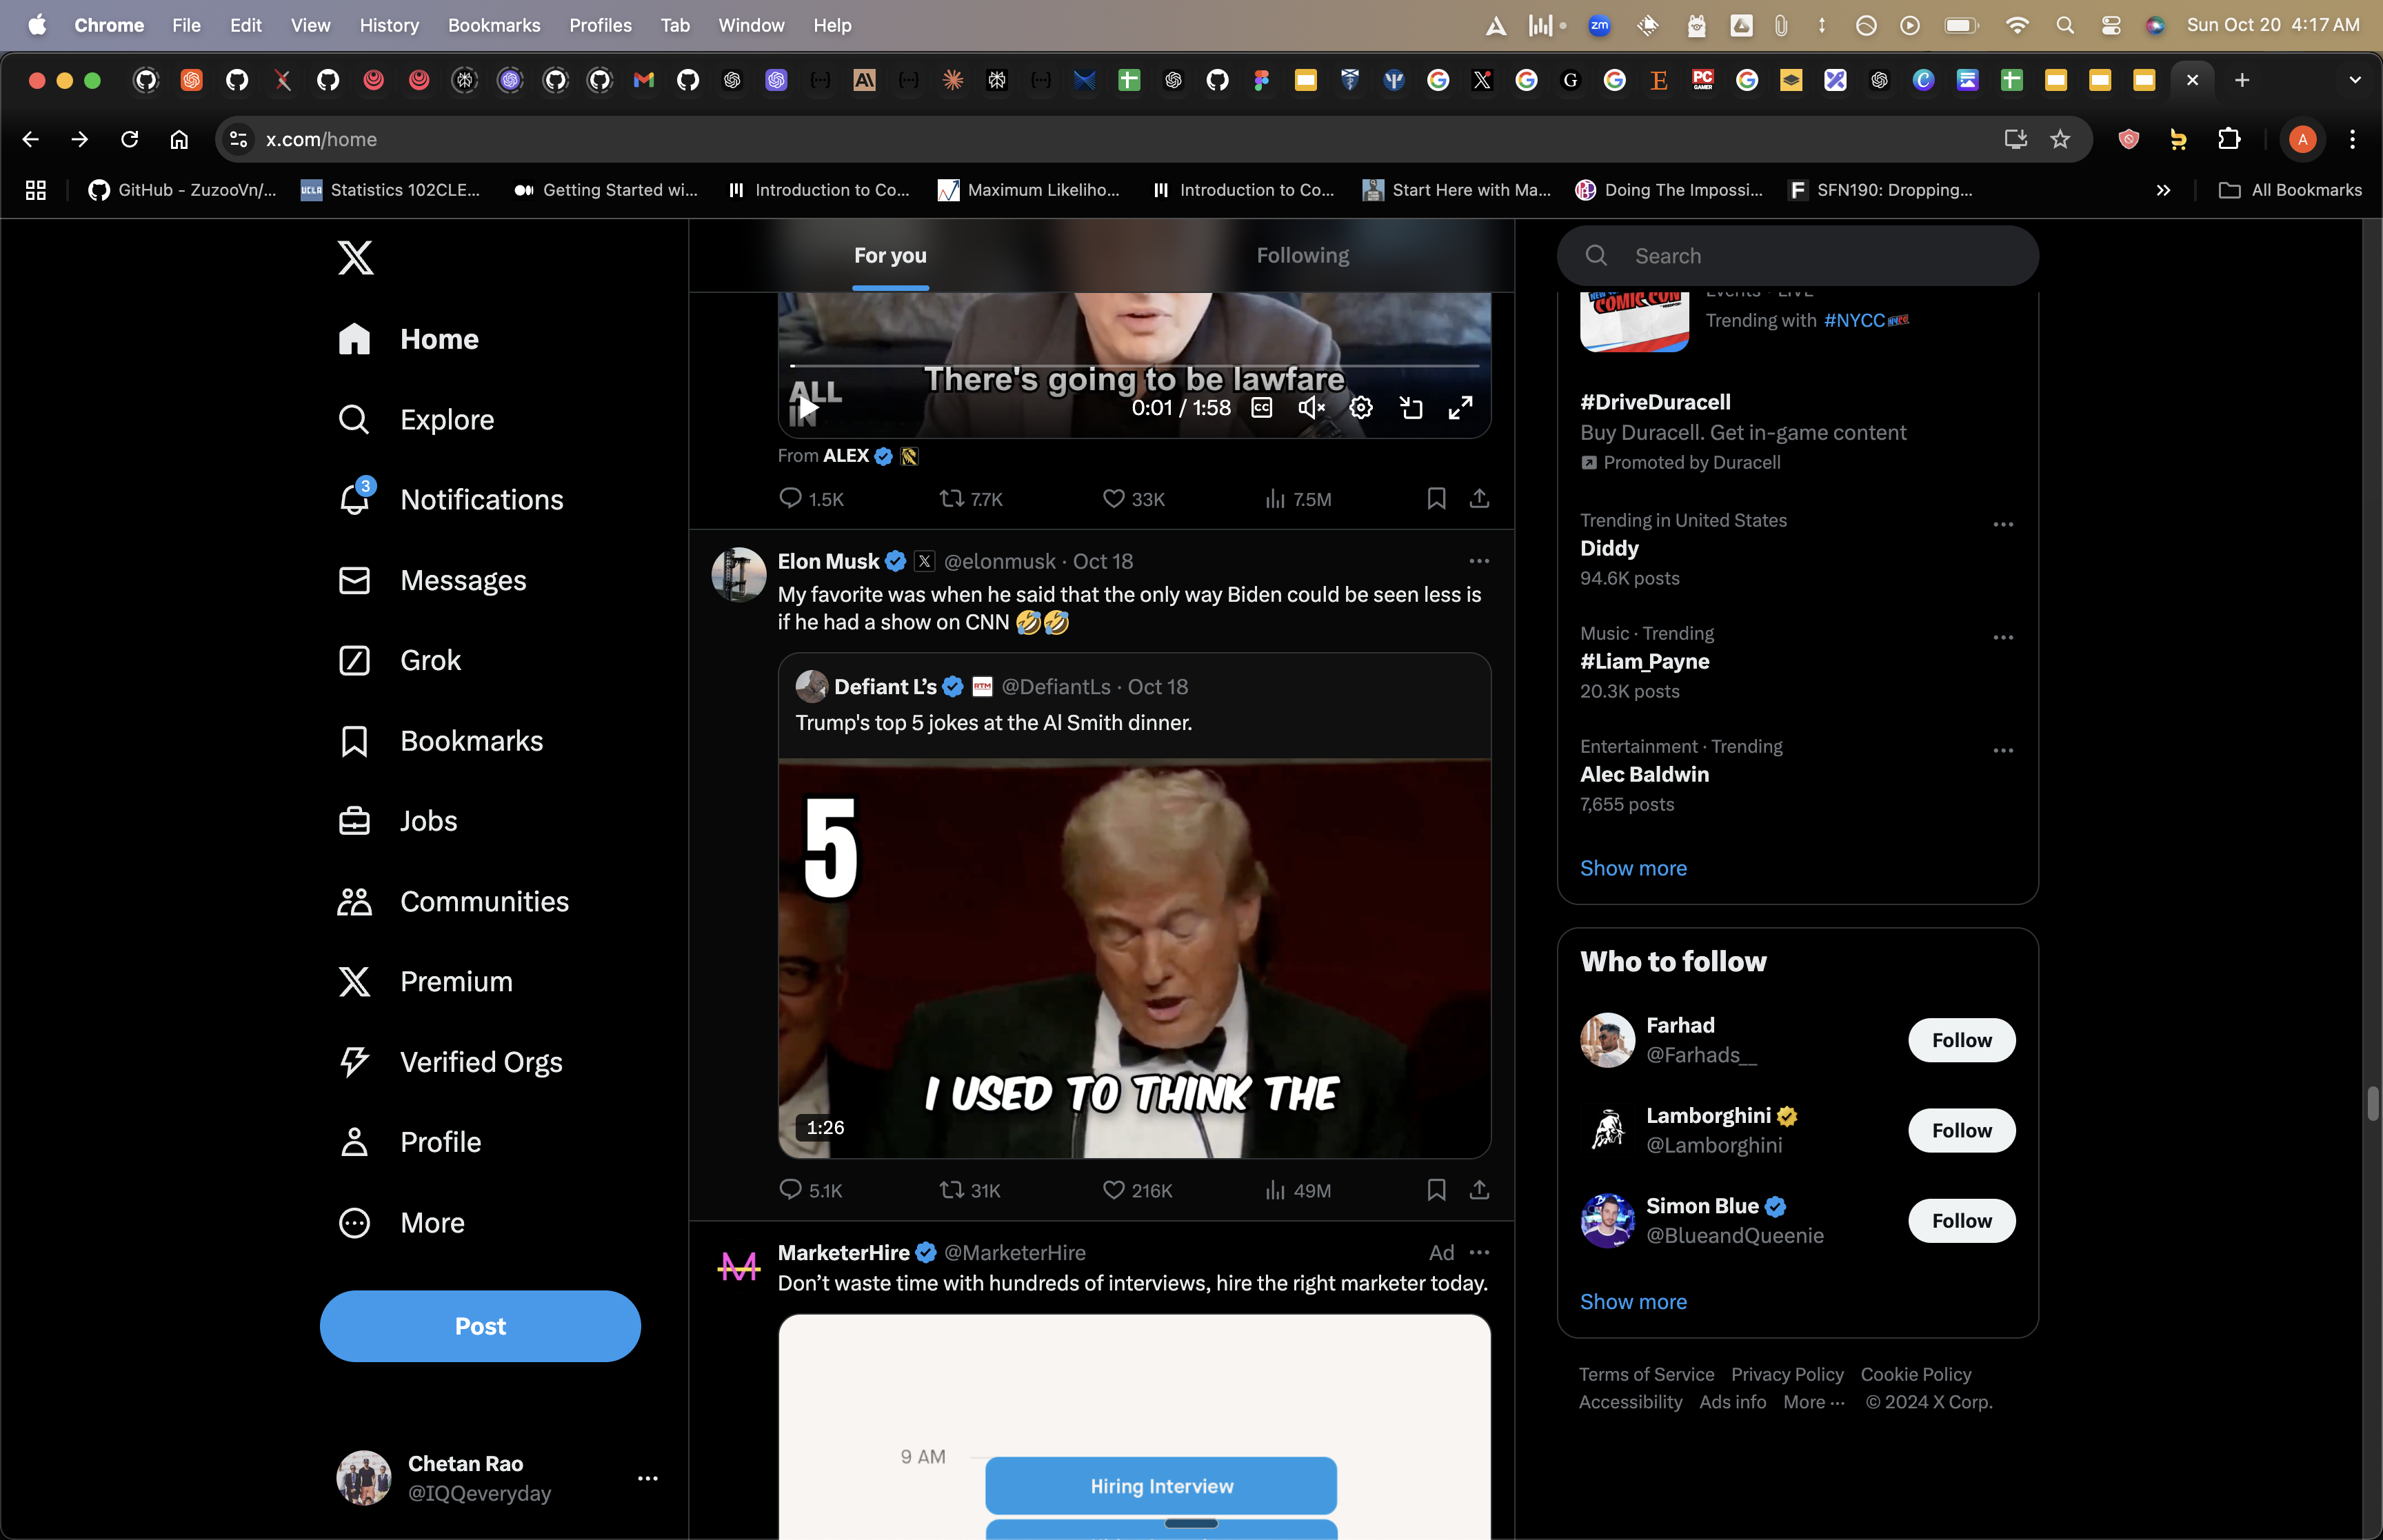 Chrome File Edit View History Bookmarks Profiles Tab Window Help
zm
Sun Oct 20 4:17 AM
x.com/home
A
GitHub - ZuzooVn/...
UCLA Statistics 102CLE...
Getting Started wi...
Introduction to Co...
Maximum Likeliho...
Introduction to Co...
Start Here with Ma...
Doing The Impossi...
F SFN190: Dropping...
All Bookmarks
Home
Explore
3
Notifications
Messages
Grok
Bookmarks
Jobs
Communities
Premium
Verified Orgs
Profile
More
Post
Chetan Rao
@IQQeveryday
For you
Following
There's going to be lawfare
ALL
IN
0:01 / 1:58
CC
From ALEX
1.5K 7.7K 33K 7.5M
Elon Musk @elonmusk · Oct 18
My favorite was when he said that the only way Biden could be seen less is
if he had a show on CNN 🤣🤣
Defiant L’s RTM @DefiantLs · Oct 18
Trump's top 5 jokes at the Al Smith dinner.
5
I USED TO THINK THE
1:26
5.1K 31K 216K 49M
MarketerHire @MarketerHire
Ad
Don’t waste time with hundreds of interviews, hire the right marketer today.
9 AM
Hiring Interview
Search
COMIC CON
Events · LIVE
Trending with #NYCC
#DriveDuracell
Buy Duracell. Get in-game content
Promoted by Duracell
Trending in United States
Diddy
94.6K posts
Music · Trending
#Liam_Payne
20.3K posts
Entertainment · Trending
Alec Baldwin
7,655 posts
Show more
Who to follow
Farhad
@Farhads__
Follow
Lamborghini
@Lamborghini
Follow
Simon Blue
@BlueandQueenie
Follow
Show more
Terms of Service Privacy Policy Cookie Policy
Accessibility Ads info More ··· © 2024 X Corp.